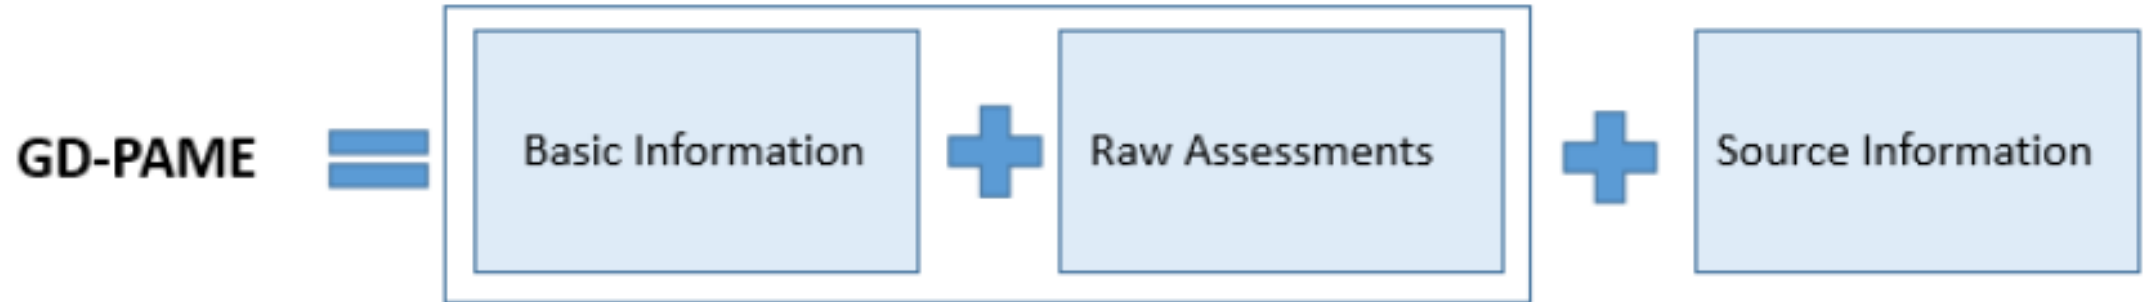 GD-PAME
Basic Information
Raw Assessments
Source Information